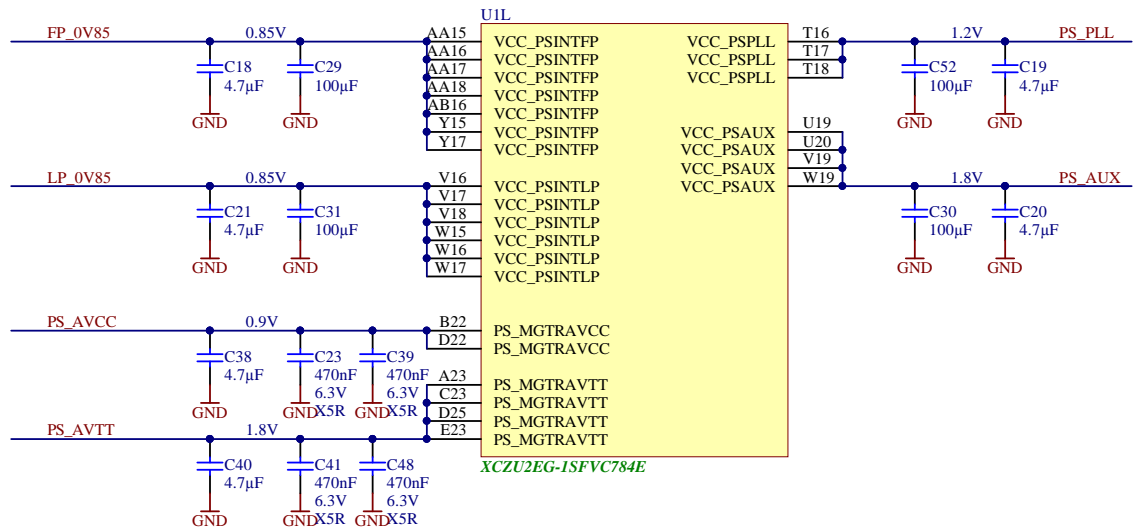 U1L
FP_0V85 0.85V
C18 4.7µF
C29 100µF
GND GND
AA15 VCC_PSINTFP
AA16 VCC_PSINTFP
AA17 VCC_PSINTFP
AA18 VCC_PSINTFP
AB16 VCC_PSINTFP
Y15 VCC_PSINTFP
Y17 VCC_PSINTFP
LP_0V85 0.85V
C21 4.7µF
C31 100µF
GND GND
V16 VCC_PSINTLP
V17 VCC_PSINTLP
V18 VCC_PSINTLP
W15 VCC_PSINTLP
W16 VCC_PSINTLP
W17 VCC_PSINTLP
PS_AVCC 0.9V
C38 4.7µF
C23 470nF 6.3V X5R
C39 470nF 6.3V X5R
GND GND GND
B22 PS_MGTRAVCC
D22 PS_MGTRAVCC
A23 PS_MGTRAVTT
C23 PS_MGTRAVTT
D25 PS_MGTRAVTT
E23 PS_MGTRAVTT
PS_AVTT 1.8V
C40 4.7µF
C41 470nF 6.3V X5R
C48 470nF 6.3V X5R
GND GND GND
VCC_PSPLL T16
VCC_PSPLL T17
VCC_PSPLL T18
1.2V PS_PLL
C52 100µF
C19 4.7µF
GND GND
VCC_PSAUX U19
VCC_PSAUX U20
VCC_PSAUX V19
VCC_PSAUX W19
1.8V PS_AUX
C30 100µF
C20 4.7µF
GND GND
XCZU2EG-1SFVC784E